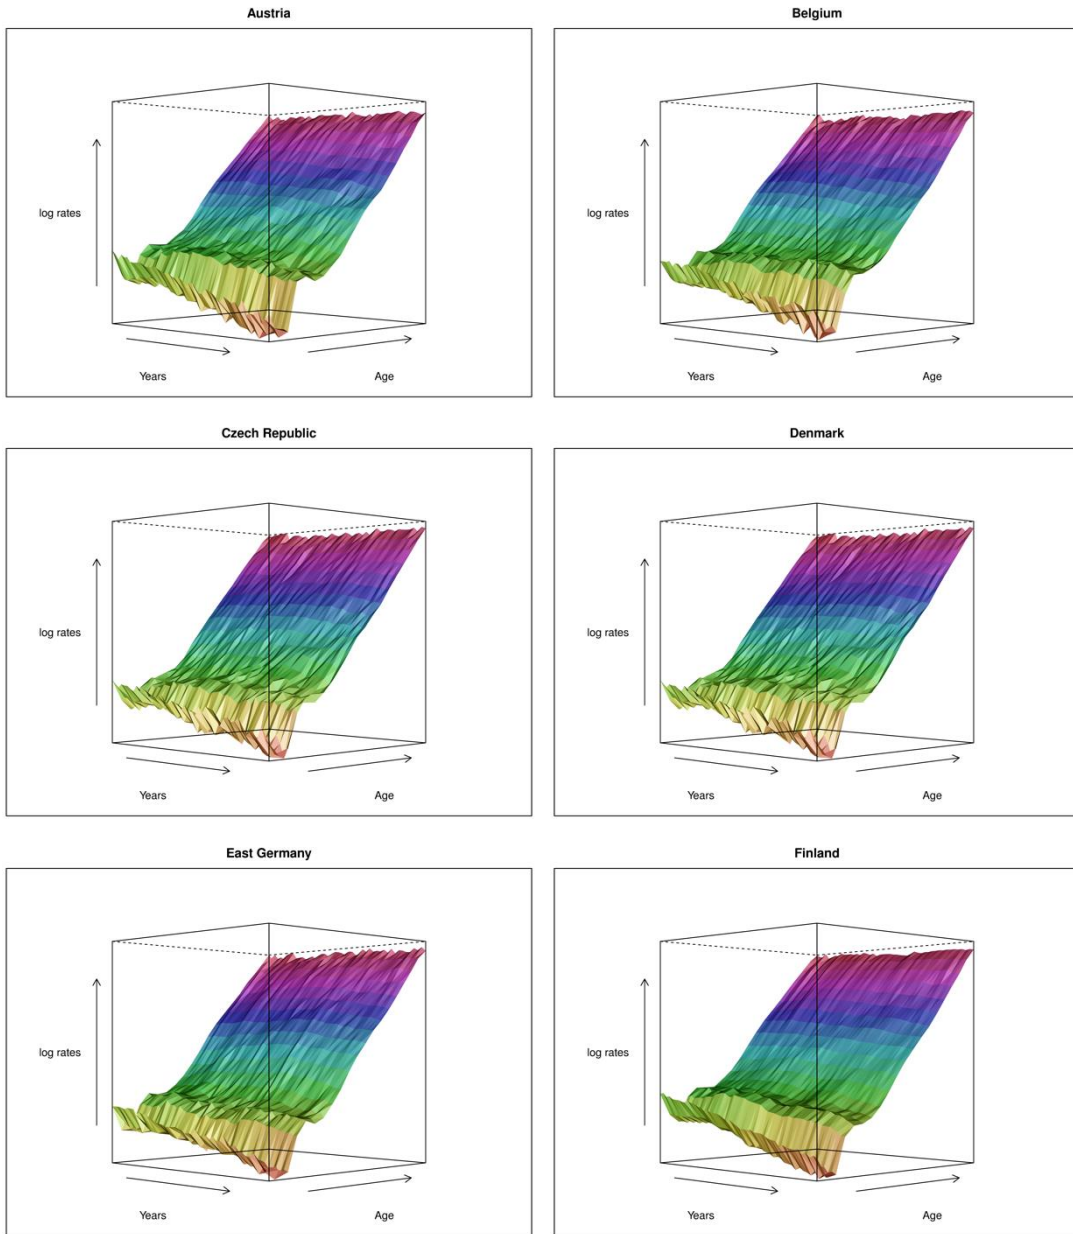 Austria
Belgium
log rates
Years
Age
log rates
Years
Age
Czech Republic
Denmark
log rates
Years
Age
log rates
Years
Age
East Germany
Finland
log rates
Years
Age
log rates
Years
Age